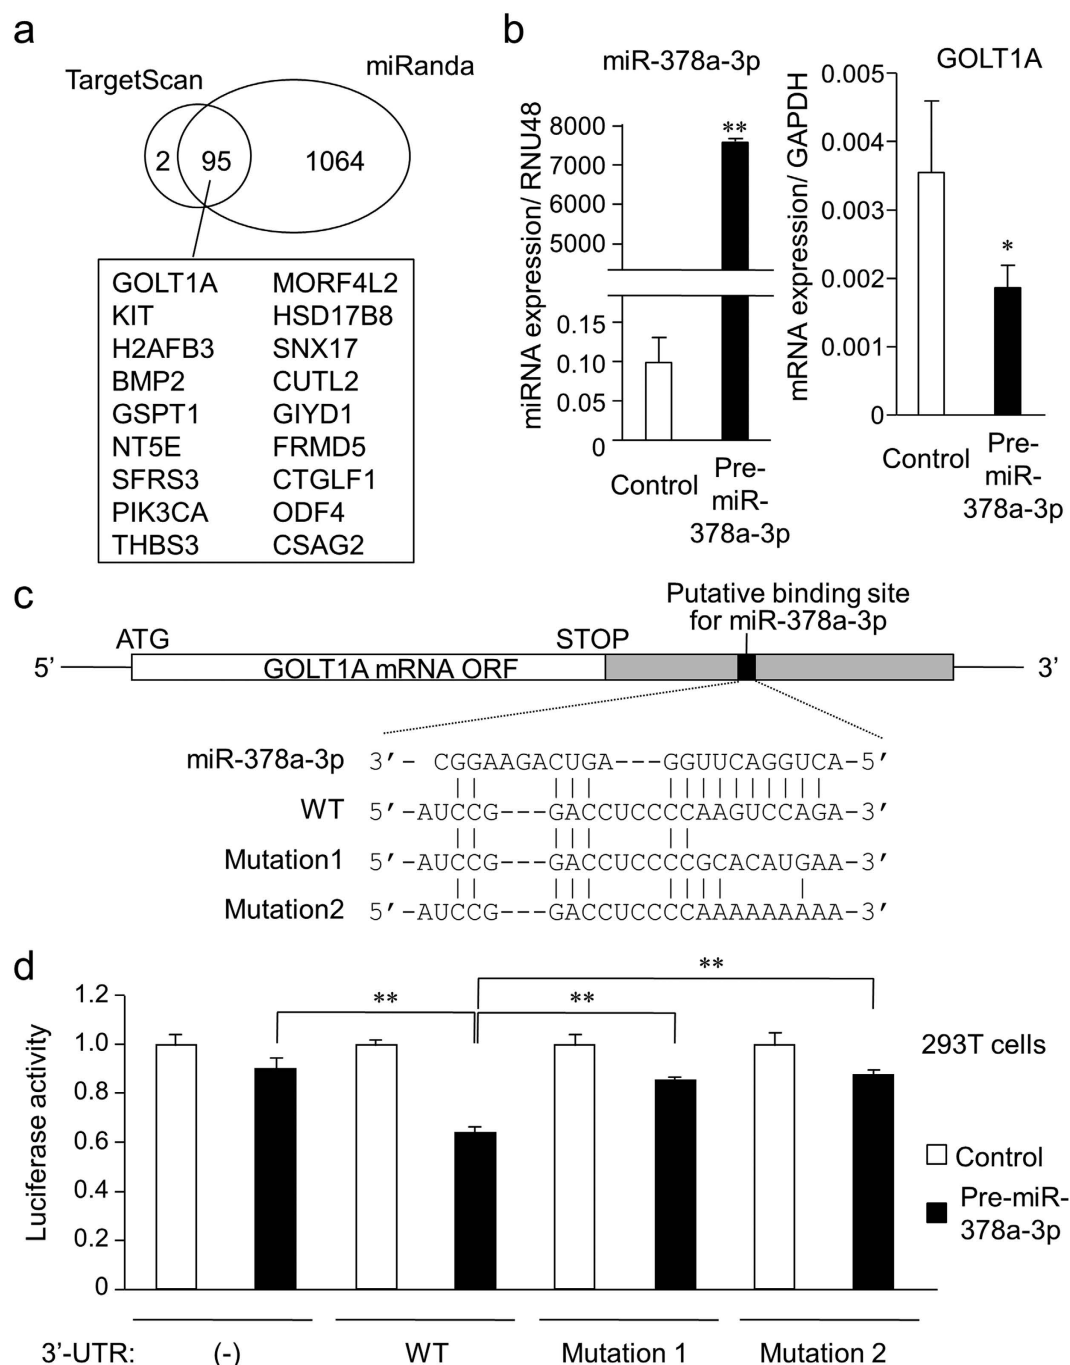 a
TargetScan
miRanda
2
95
1064
GOLT1A MORF4L2
KIT HSD17B8
H2AFB3 SNX17
BMP2 CUTL2
GSPT1 GIYD1
NT5E FRMD5
SFRS3 CTGLF1
PIK3CA ODF4
THBS3 CSAG2
b
miR-378a-3p
miRNA expression/ RNU48
8000
7000
6000
5000
0.15
0.10
0.05
0
**
Control
Pre-
miR-
378a-3p
GOLT1A
mRNA expression/ GAPDH
0.005
0.004
0.003
0.002
0.001
0
*
Control
Pre-
miR-
378a-3p
c
Putative binding site
for miR-378a-3p
ATG
STOP
5’
GOLT1A mRNA ORF
3’
miR-378a-3p 3’- CGGAAGACUGA---GGUUCAGGUCA-5’
WT 5’-AUCCG---GACCUCCCCAAGUCCAGA-3’
Mutation1 5’-AUCCG---GACCUCCCCGCACAUGAA-3’
Mutation2 5’-AUCCG---GACCUCCCCAAAAAAAAA-3’
d
Luciferase activity
1.2
1.0
0.8
0.6
0.4
0.2
0
**
**
**
293T cells
Control
Pre-miR-
378a-3p
3’-UTR: (-) WT Mutation 1 Mutation 2